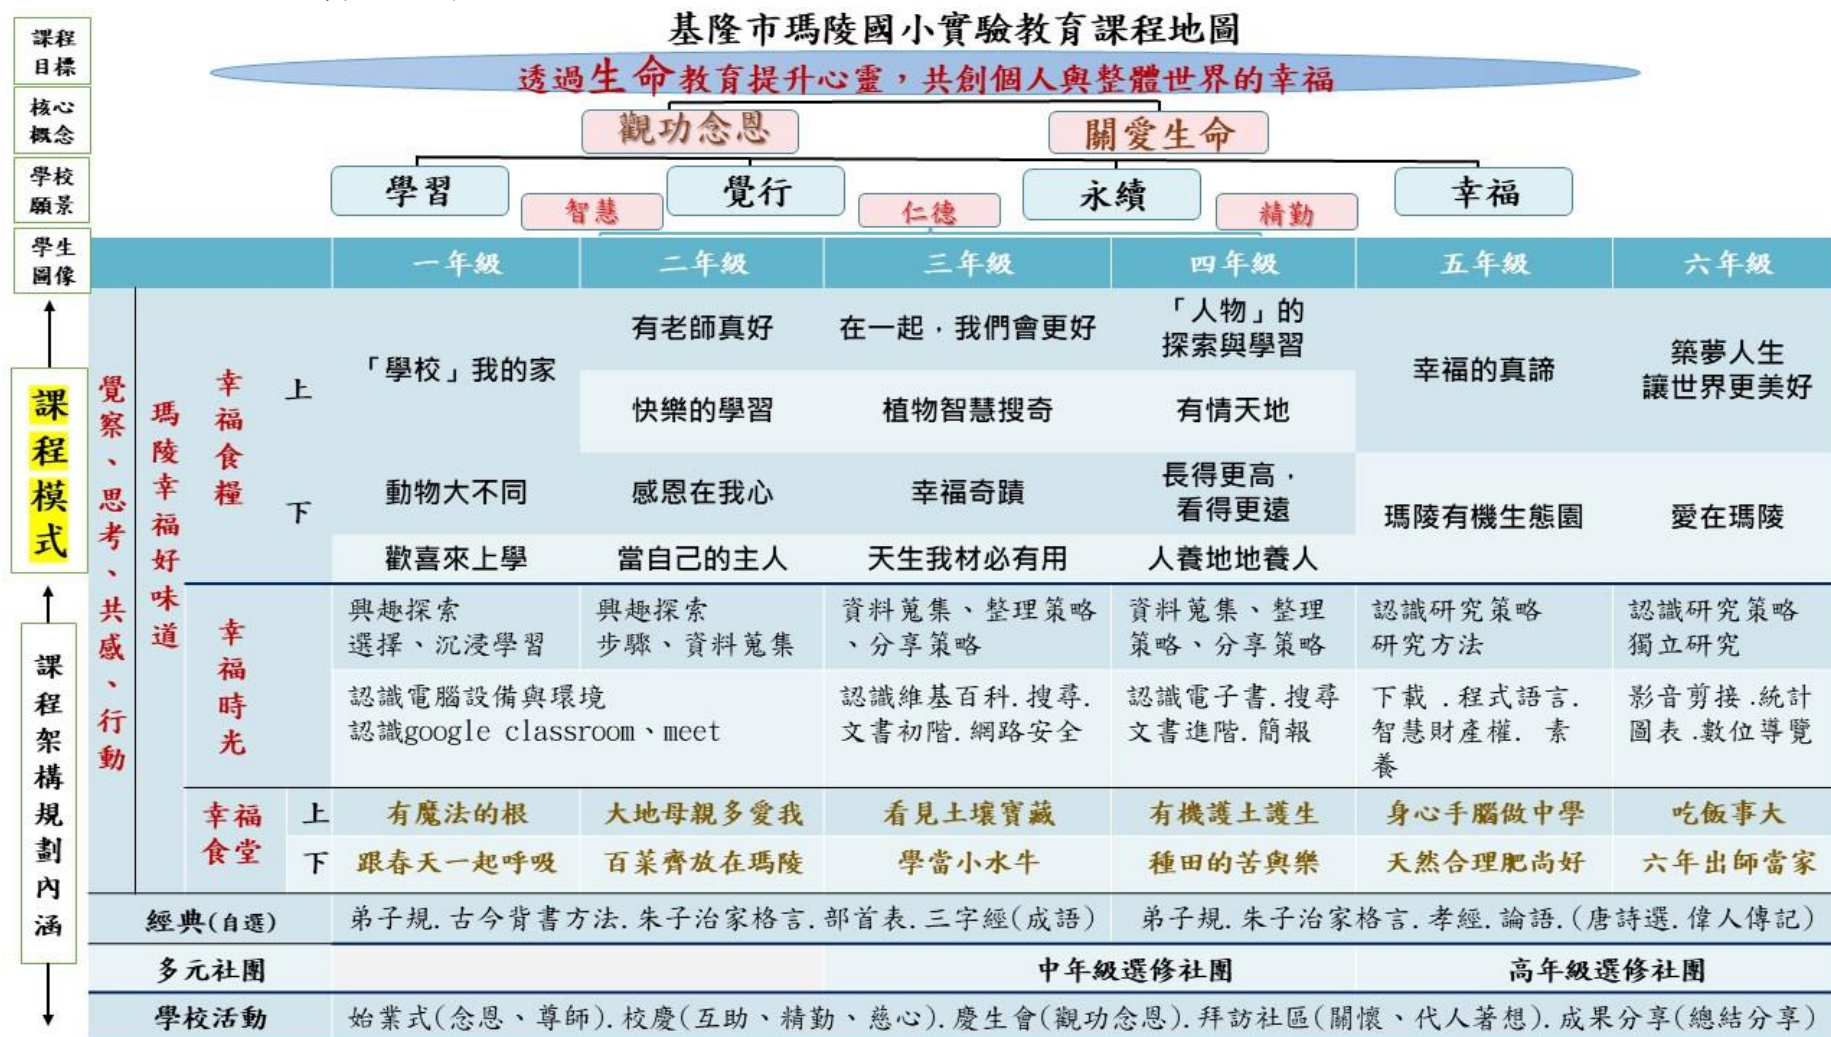 基隆市瑪陵國小實驗教育課程地圖
課程
目標
透過生命教育提升心靈，共創個人與整體世界的幸福
核心
概念
觀功念恩
關愛生命
學校
願景
學習
覺行
永續
幸福
智慧
仁德
精勤
學生
圖像
課程模式
課程架構規劃內涵
一年級
二年級
三年級
四年級
五年級
六年級
覺察、思考、共感、行動
瑪陵幸福好味道
幸福食糧
上
「學校」我的家
有老師真好
在一起，我們會更好
「人物」的
探索與學習
幸福的真諦
築夢人生
讓世界更美好
快樂的學習
植物智慧搜奇
有情天地
下
動物大不同
感恩在我心
幸福奇蹟
長得更高，
看得更遠
瑪陵有機生態園
愛在瑪陵
歡喜來上學
當自己的主人
天生我材必有用
人養地地養人
幸福時光
興趣探索
選擇、沉浸學習
興趣探索
步驟、資料蒐集
資料蒐集、整理策略
、分享策略
資料蒐集、整理
策略、分享策略
認識研究策略
研究方法
認識研究策略
獨立研究
認識電腦設備與環境
認識google classroom、meet
認識維基百科.搜尋.
文書初階.網路安全
認識電子書.搜尋
文書進階.簡報
下載 .程式語言.
智慧財產權. 素
養
影音剪接.統計
圖表.數位導覽
幸福
食堂
上
有魔法的根
大地母親多愛我
看見土壤寶藏
有機護土護生
身心手腦做中學
吃飯事大
下
跟春天一起呼吸
百菜齊放在瑪陵
學當小水牛
種田的苦與樂
天然合理肥尚好
六年出師當家
經典(自選)
弟子規.古今背書方法.朱子治家格言.部首表.三字經(成語)
弟子規.朱子治家格言.孝經.論語.(唐詩選.偉人傳記)
多元社團
中年級選修社團
高年級選修社團
學校活動
始業式(念恩、尊師).校慶(互助、精勤、慈心).慶生會(觀功念恩).拜訪社區(關懷、代人著想).成果分享(總結分享)